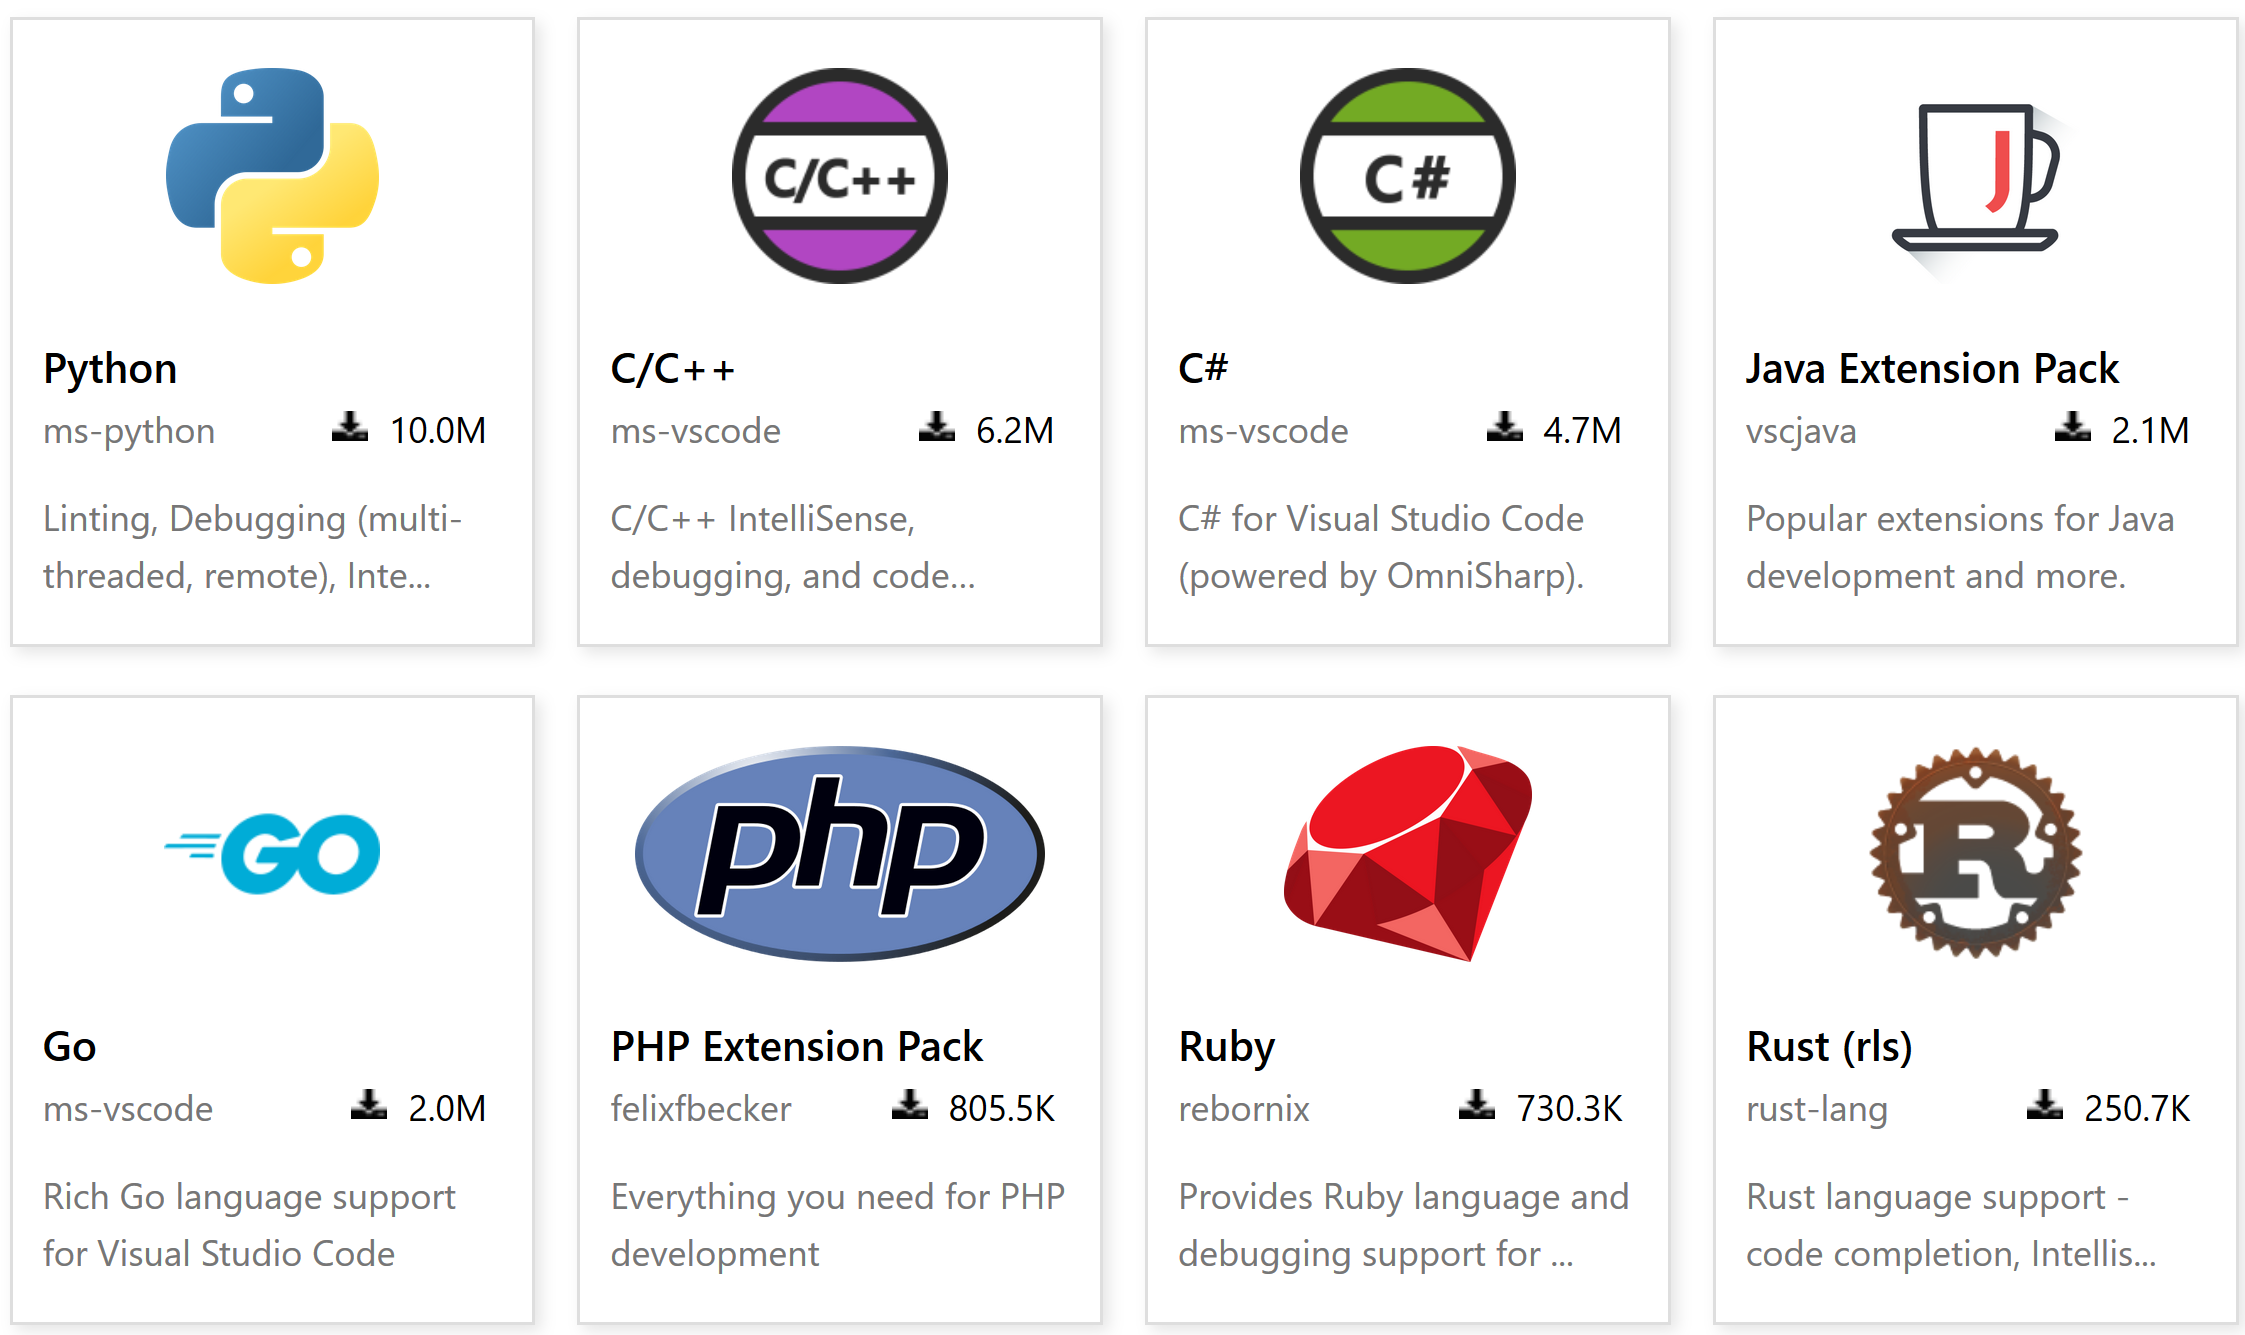 C/C++
C#
J
Python
ms-python 10.0M
Linting, Debugging (multi-
threaded, remote), Inte...
C/C++
ms-vscode 6.2M
C/C++ IntelliSense,
debugging, and code...
C#
ms-vscode 4.7M
C# for Visual Studio Code
(powered by OmniSharp).
Java Extension Pack
vscjava 2.1M
Popular extensions for Java
development and more.
GO
php
R
Go
ms-vscode 2.0M
Rich Go language support
for Visual Studio Code
PHP Extension Pack
felixfbecker 805.5K
Everything you need for PHP
development
Ruby
rebornix 730.3K
Provides Ruby language and
debugging support for ...
Rust (rls)
rust-lang 250.7K
Rust language support -
code completion, Intellis...